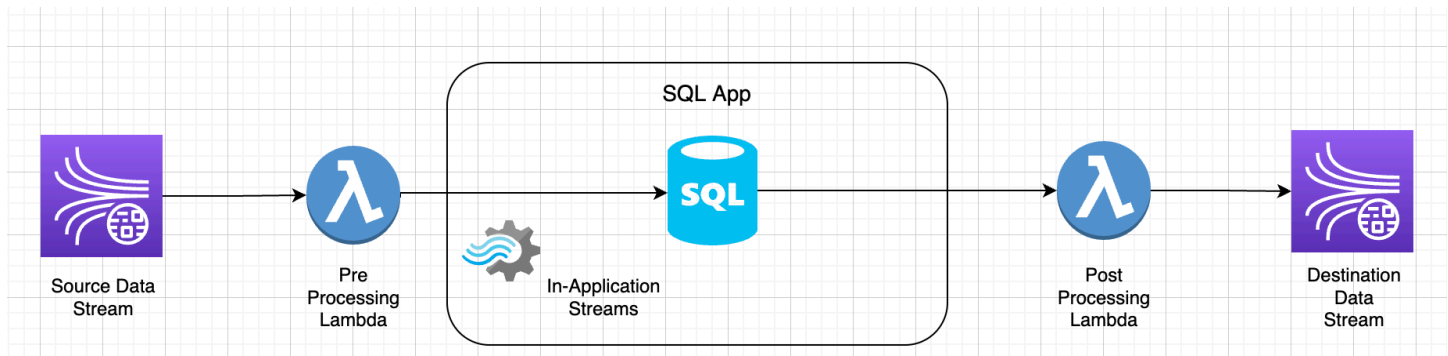 SQL App
SQL
Source Data
Stream
Pre
Processing
Lambda
In-Application
Streams
Post
Processing
Lambda
Destination
Data
Stream